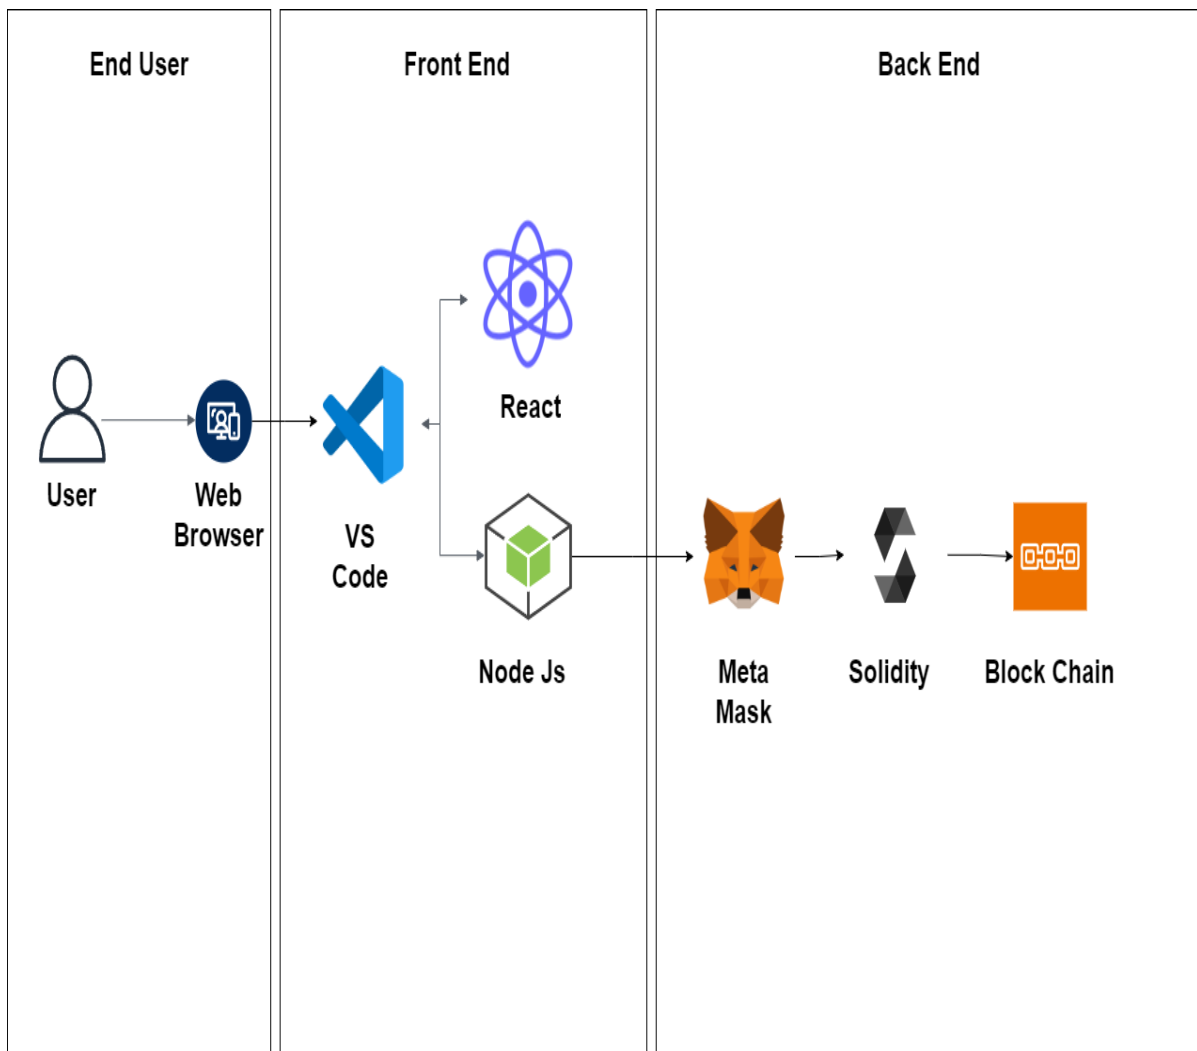 End User
Front End
Back End
React
User
Web
Browser
VS
Code
Node Js
Meta
Mask
Solidity
Block Chain